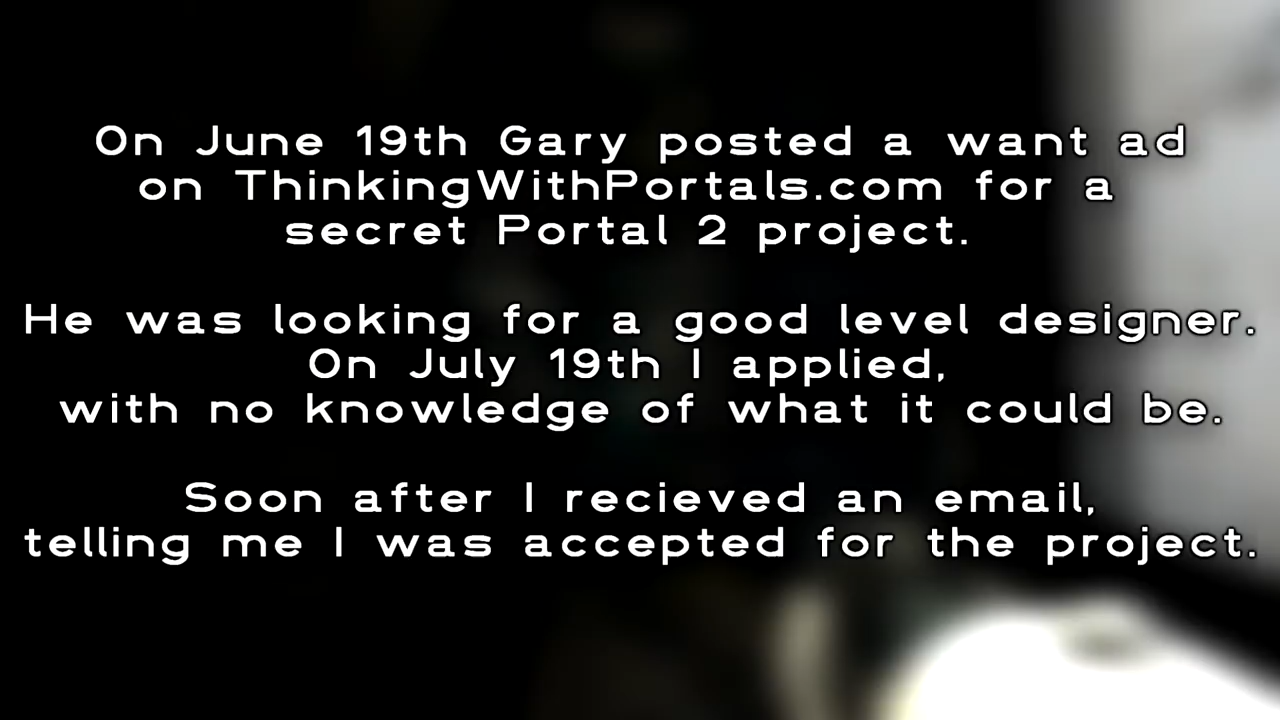 On June 19th Gary posted a want ad
on ThinkingWithPortals.com for a
secret Portal 2 project.
He was looking for a good level designer.
On July 19th I applied,
with no knowledge of what it could be.
Soon after I recieved an email,
telling me I was accepted for the project.